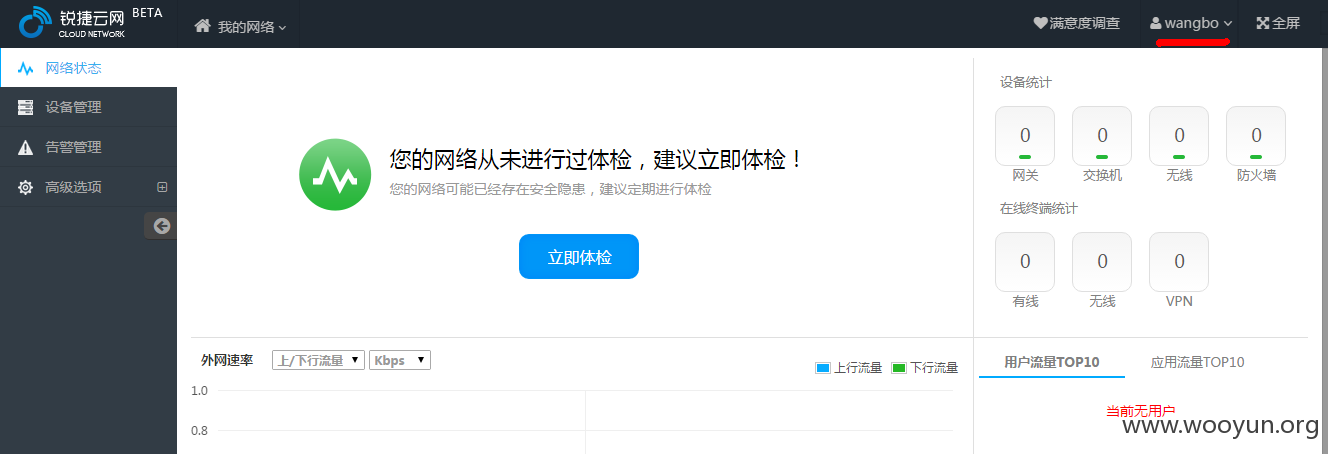 锐捷云网 BETA
CLOUD NETWORK
我的网络
满意度调查
wangbo
全屏
网络状态
设备管理
告警管理
高级选项
您的网络从未进行过体检，建议立即体检！
您的网络可能已经存在安全隐患，建议定期进行体检
立即体检
设备统计
0 0 0 0
网关 交换机 无线 防火墙
在线终端统计
0 0 0
有线 无线 VPN
外网速率 上/下行流量 Kbps
上行流量 下行流量
1.0
0.8
用户流量TOP10 应用流量TOP10
当前无用户
www.wooyun.org